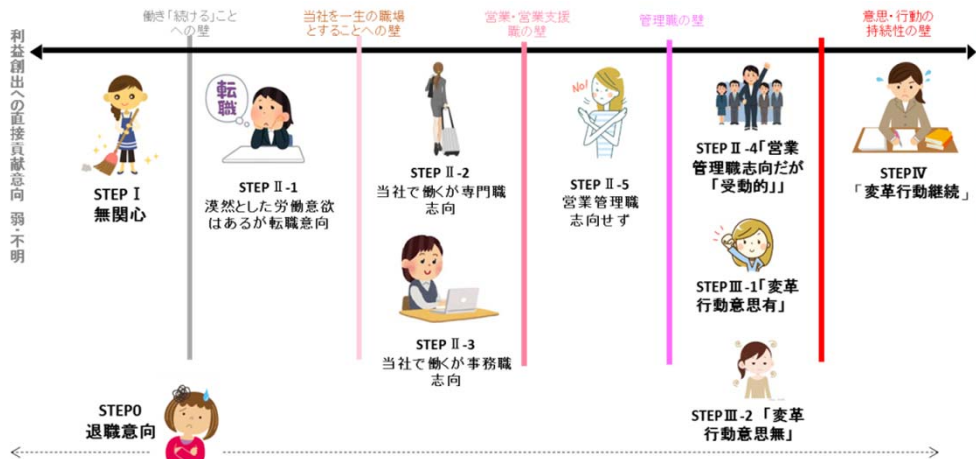 働き「続ける」こと
への壁
当社を一生の職場
とすることへの壁
営業・営業支援
職の壁
管理職の壁
意思・行動の
持続性の壁
利益創出への直接貢献意向 弱・不明
転職
No!
STEP Ⅰ
無関心
STEP Ⅱ-1
漠然とした労働意欲
はあるが転職意向
STEP Ⅱ-2
当社で働くが専門職
志向
STEP Ⅱ-3
当社で働くが事務職
志向
STEP Ⅱ-5
営業管理職
志向せず
STEP Ⅱ-4「営業
管理職志向だが
「受動的」」
STEPⅢ-1「変革
行動意思有」
STEPⅢ-2 「変革
行動意思無」
STEPⅣ
「変革行動継続」
STEP0
退職意向